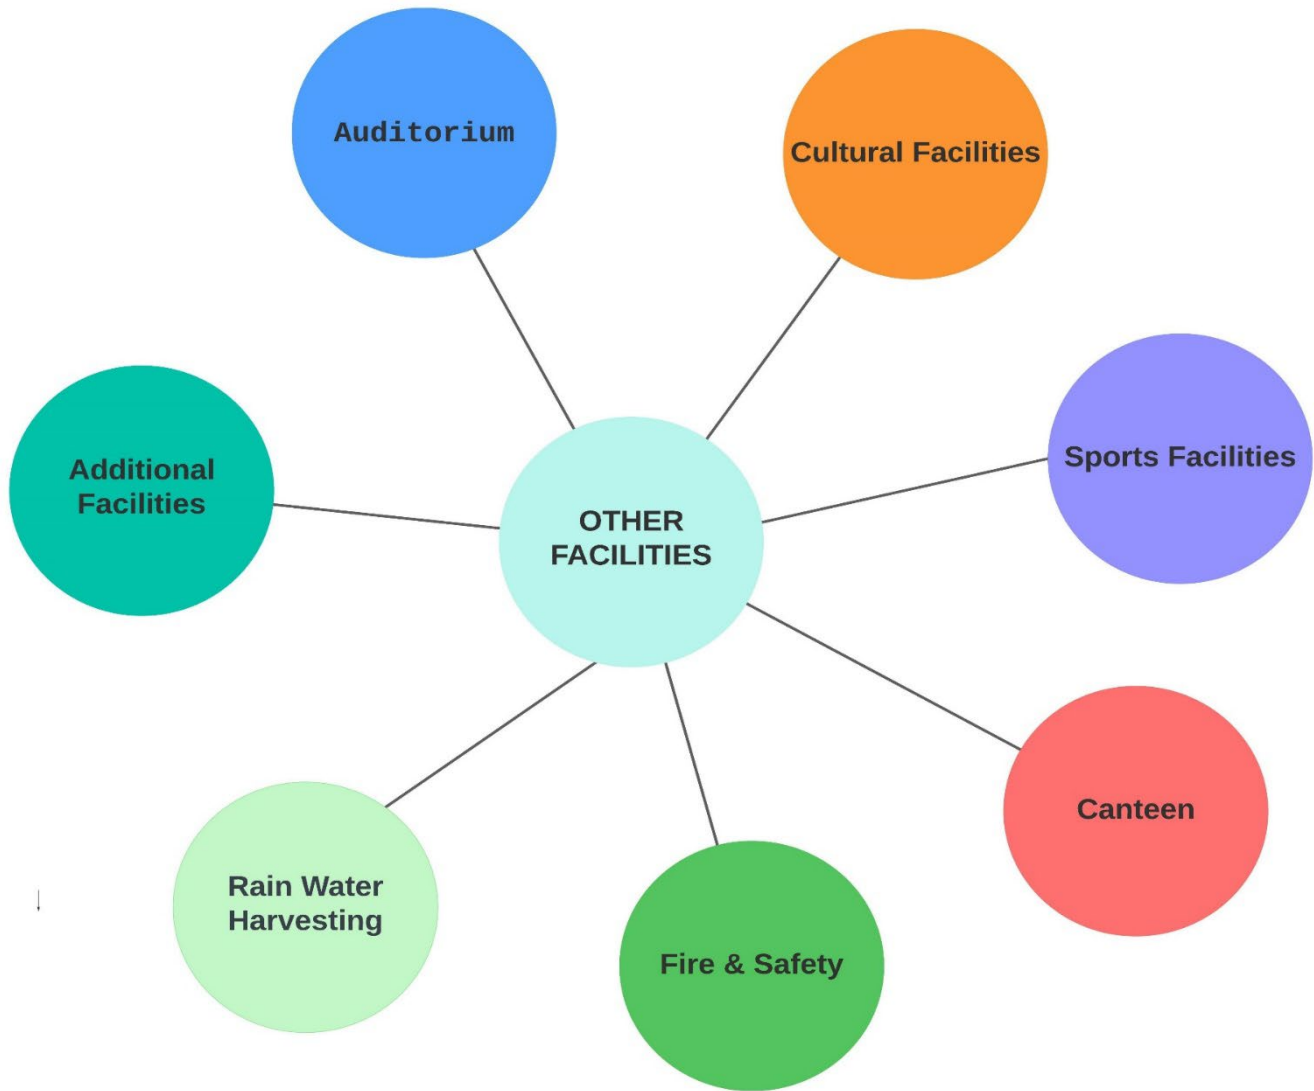 Auditorium
Cultural Facilities
Sports Facilities
Additional
Facilities
OTHER
FACILITIES
Canteen
Rain Water
Harvesting
Fire & Safety